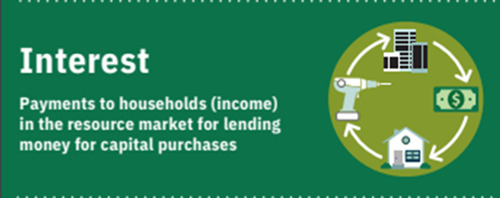 Interest
Payments to households (income)
in the resource market for lending
money for capital purchases
$